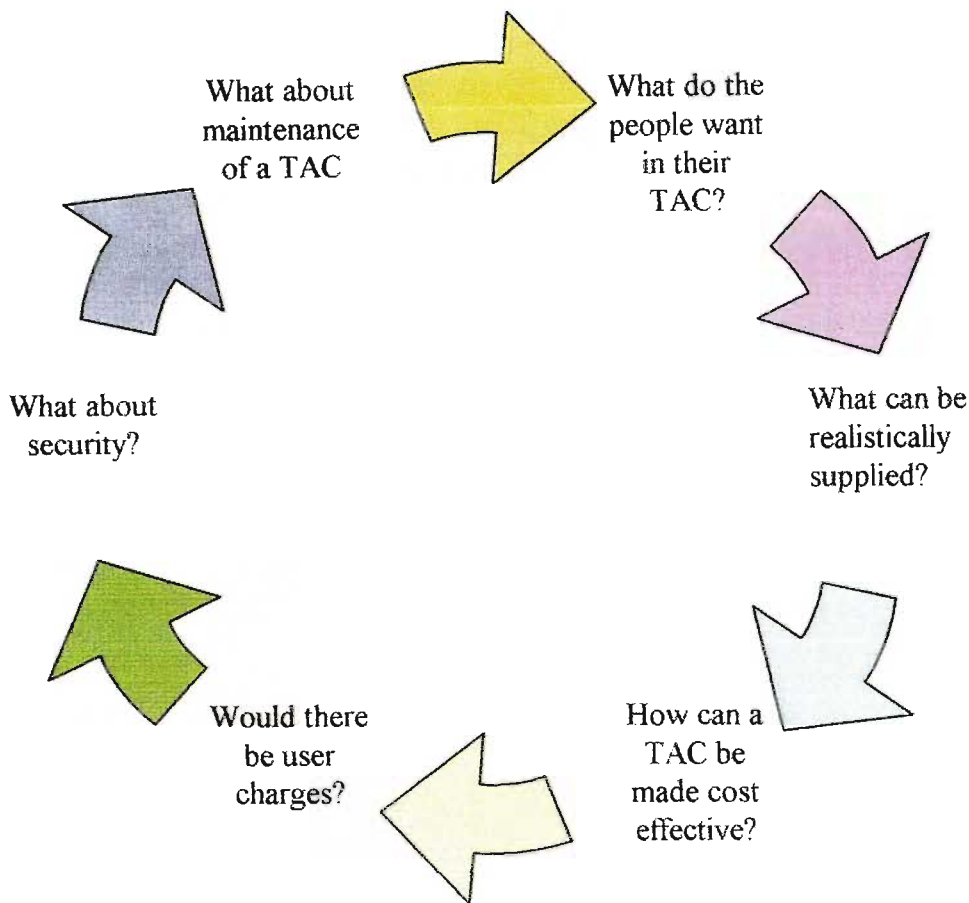 What about
maintenance
of a TAC
What do the
people want
in their
TAC?
What can be
realistically
supplied?
How can a
TAC be
made cost
effective?
Would there
be user
charges?
What about
security?